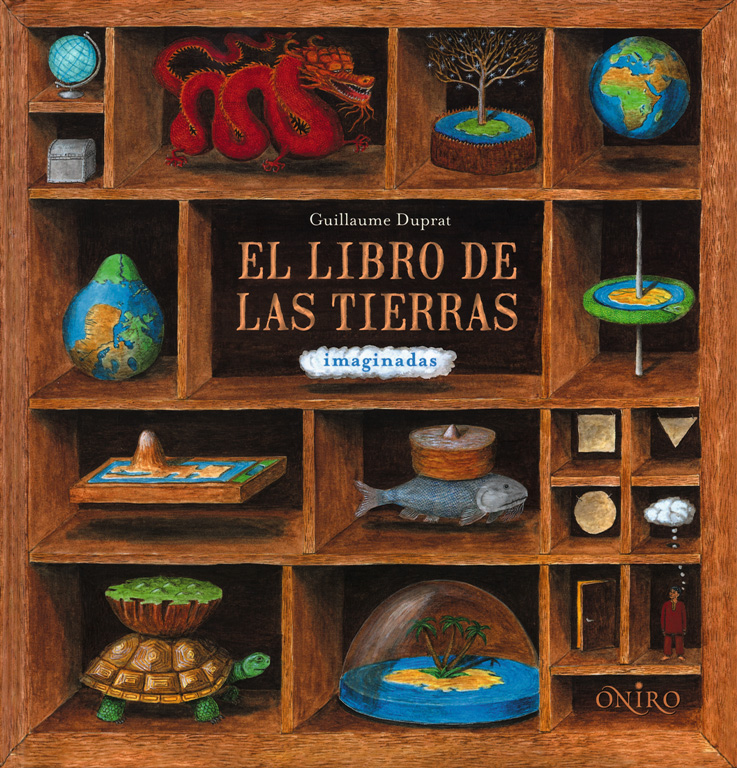 Guillaume Duprat
EL LIBRO DE
LAS TIERRAS
imaginadas
ONIRO